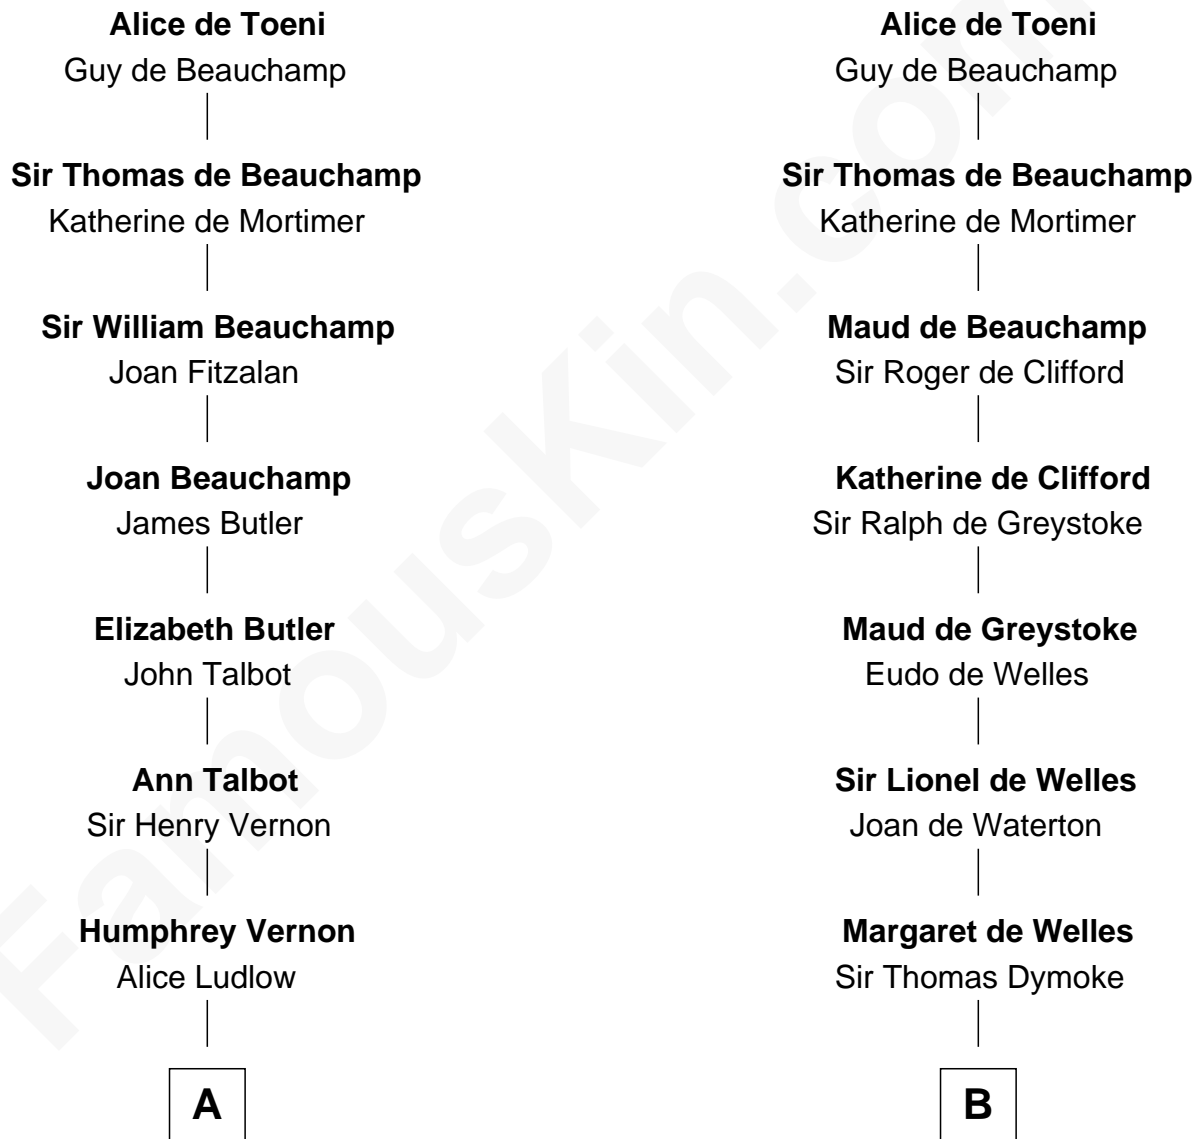 Alice de Toeni
Guy de Beauchamp
Sir Thomas de Beauchamp
Katherine de Mortimer
Sir William Beauchamp
Joan Fitzalan
Joan Beauchamp
James Butler
Elizabeth Butler
John Talbot
Ann Talbot
Sir Henry Vernon
Humphrey Vernon
Alice Ludlow
A
Alice de Toeni
Guy de Beauchamp
Sir Thomas de Beauchamp
Katherine de Mortimer
Maud de Beauchamp
Sir Roger de Clifford
Katherine de Clifford
Sir Ralph de Greystoke
Maud de Greystoke
Eudo de Welles
Sir Lionel de Welles
Joan de Waterton
Margaret de Welles
Sir Thomas Dymoke
B
FamousKin.com